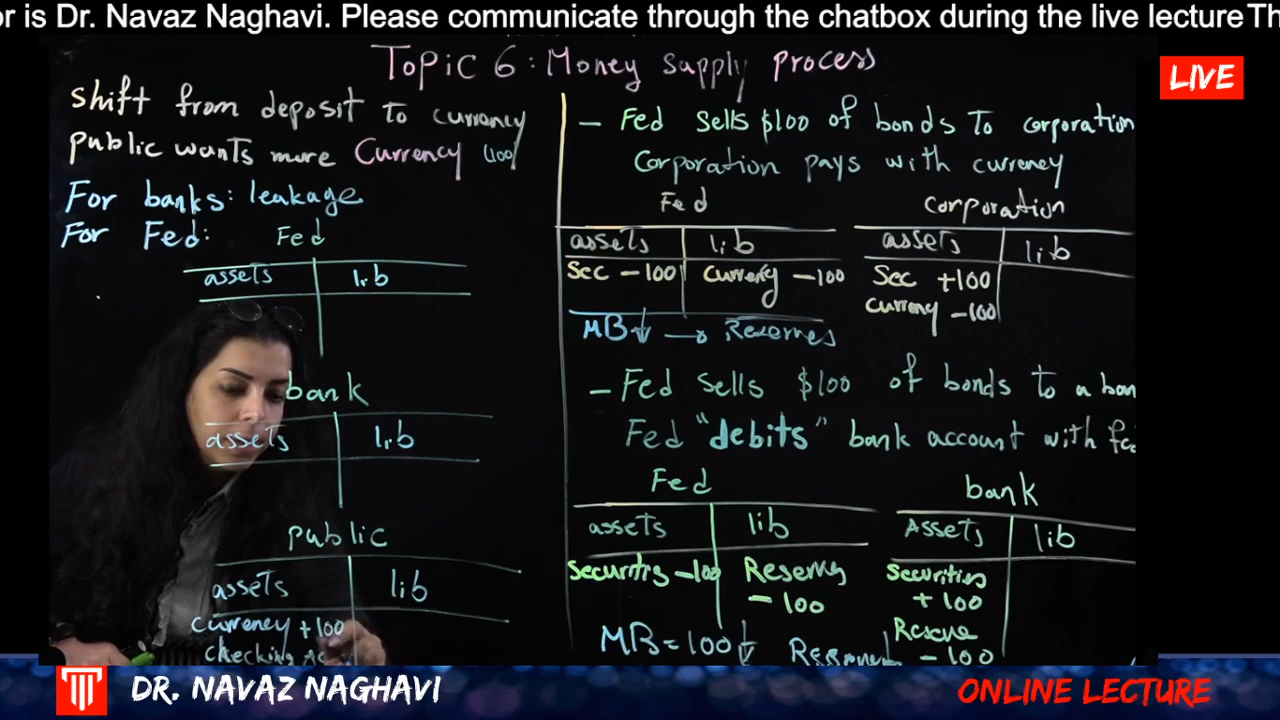 or is Dr. Navaz Naghavi. Please communicate through the chatbox during the live lecture Th
LIVE
Topic 6: Money supply process
shift from deposit to currency
public wants more Currency (100)
For banks: leakage
For Fed:
Fed
assets lib
bank
assets lib
public
assets lib
currency +100
checking Ac
- Fed sells $100 of bonds to corporation
Corporation pays with currency
Fed
assets lib
Sec -100 Currency -100
MB↓ → Reserves
corporation
assets lib
Sec +100
currency -100
- Fed sells $100 of bonds to a ban
Fed "debits" bank account with fe
Fed
assets lib
securities -100 Reserves
-100
MB = 100↓
bank
Assets lib
securities
+100
Rescue
-100
DR. NAVAZ NAGHAVI
ONLINE LECTURE